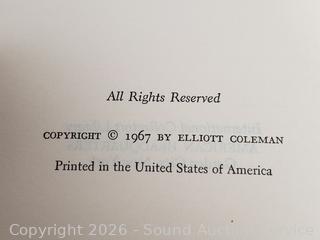 All Rights Reserved
COPYRIGHT © 1967 BY ELLIOTT COLEMAN
Printed in the United States of America
Copyright 2026 - Sound Auction Service